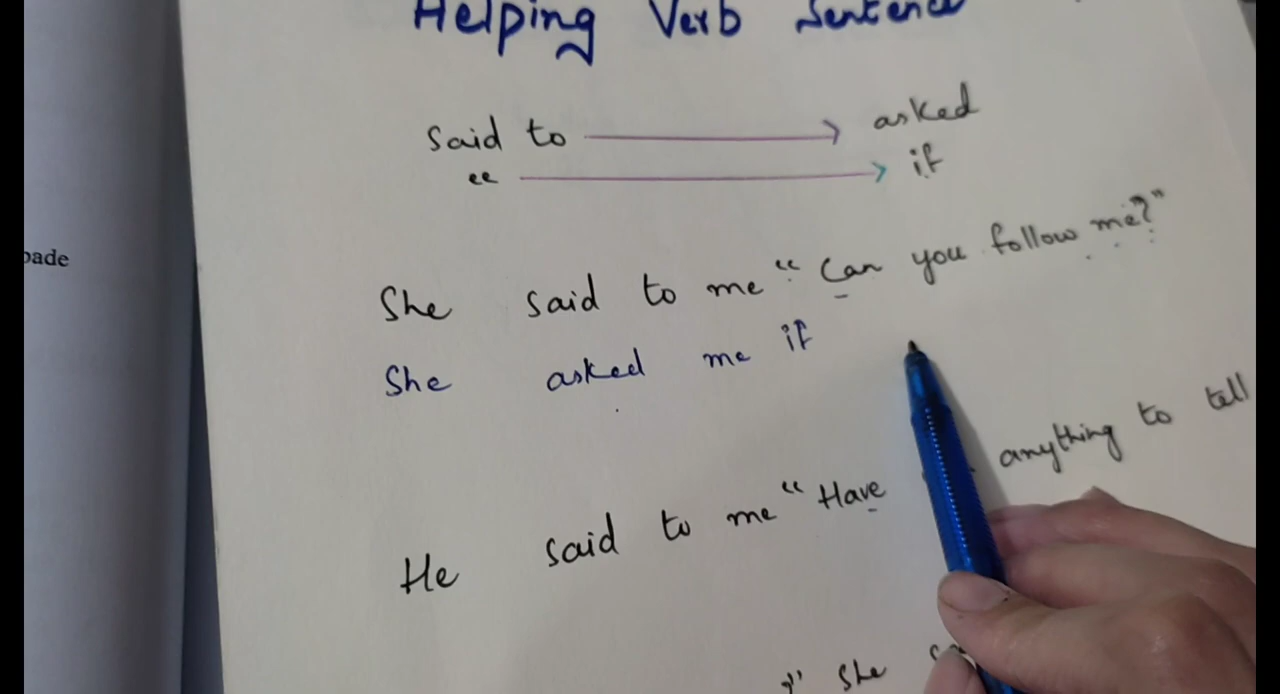 Helping Verb Sentence
Said to → asked
“ → if
She said to me “Can you follow me?”
She asked me if
He said to me “Have anything to tell
?” She